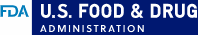 FDA U.S. FOOD & DRUG
ADMINISTRATION